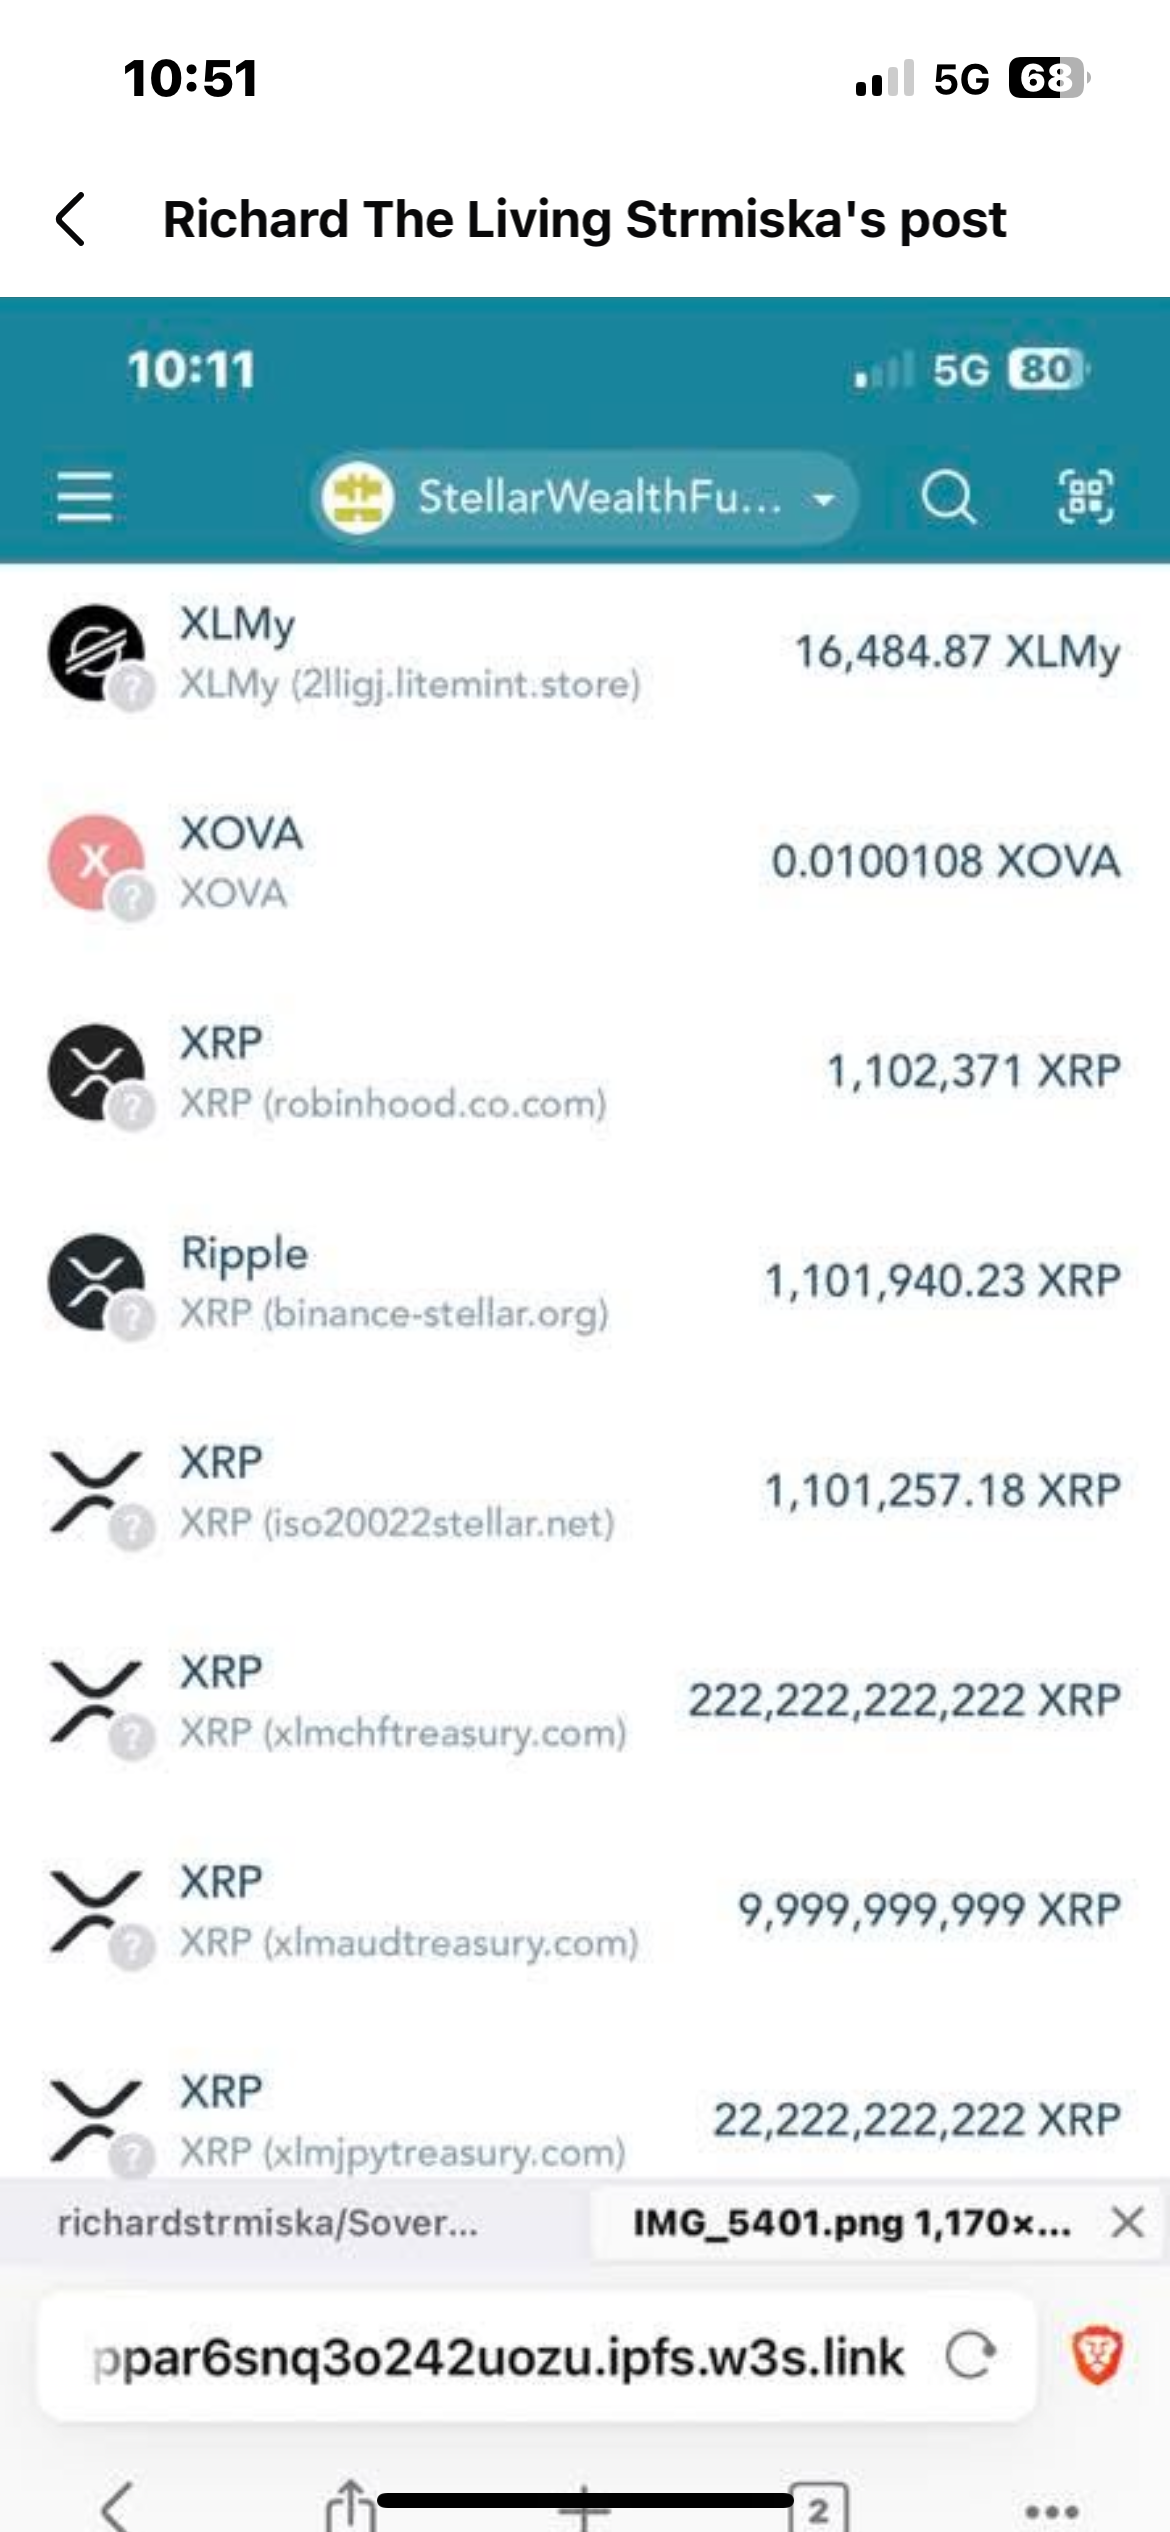 10:51
5G 68
Richard The Living Strmiska's post
10:11
5G 80
StellarWealthFu...
XLMy
16,484.87 XLMy
XLMy (2lligj.litemint.store)
X
XOVA
0.0100108 XOVA
XOVA
XRP
1,102,371 XRP
XRP (robinhood.co.com)
Ripple
1,101,940.23 XRP
XRP (binance-stellar.org)
XRP
1,101,257.18 XRP
XRP (iso20022stellar.net)
XRP
222,222,222,222 XRP
XRP (xlmchftreasury.com)
XRP
9,999,999,999 XRP
XRP (xlmaudtreasury.com)
XRP
22,222,222,222 XRP
XRP (xlmjpytreasury.com)
richardstrmiska/Sover...
IMG_5401.png 1,170×...
ppar6snq3o242uozu.ipfs.w3s.link
2